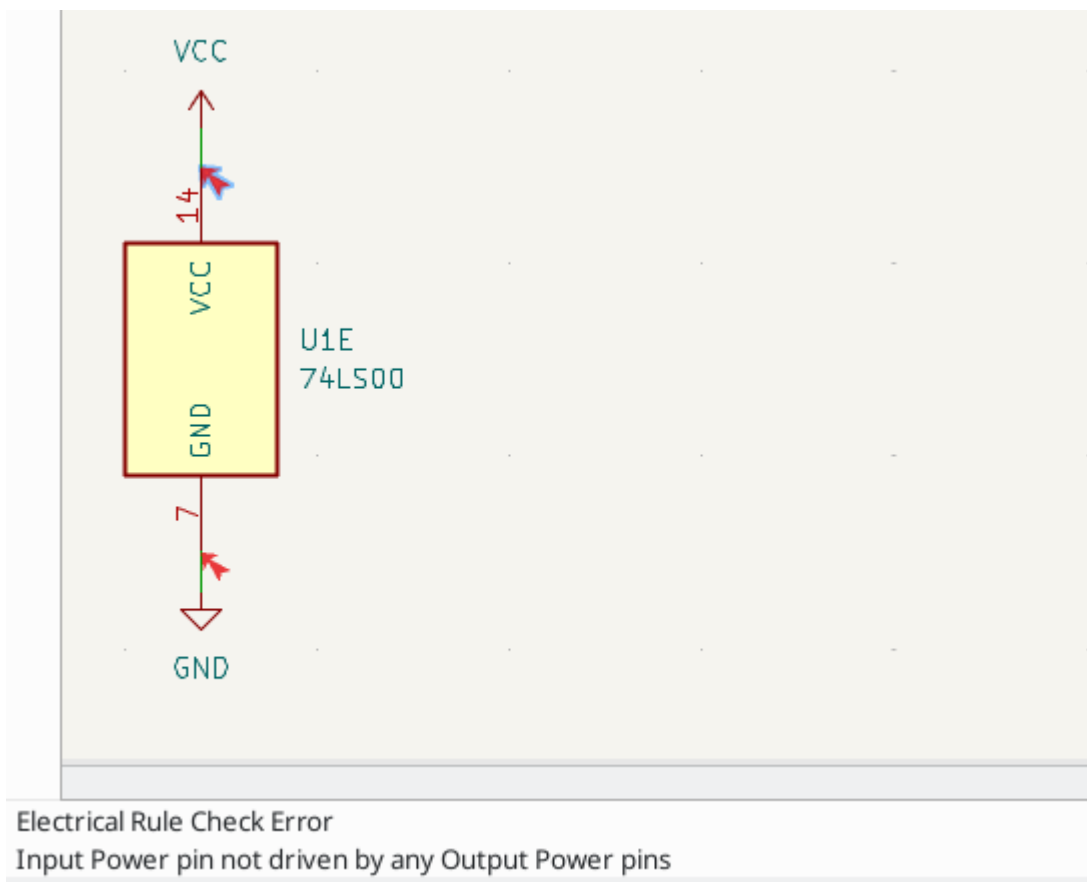 VCC
14
VCC
U1E
74LS00
GND
7
GND
Electrical Rule Check Error
Input Power pin not driven by any Output Power pins